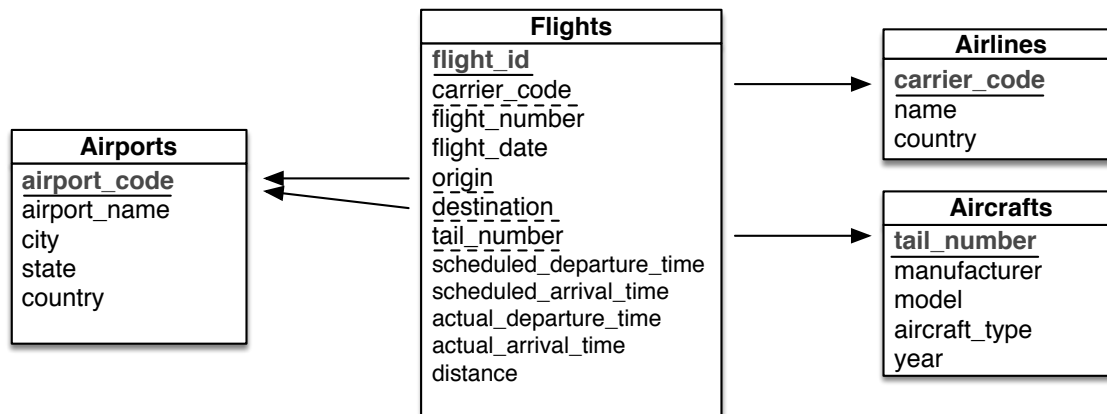 Airports
airport_code
airport_name
city
state
country
Flights
flight_id
carrier_code
flight_number
flight_date
origin
destination
tail_number
scheduled_departure_time
scheduled_arrival_time
actual_departure_time
actual_arrival_time
distance
Airlines
carrier_code
name
country
Aircrafts
tail_number
manufacturer
model
aircraft_type
year